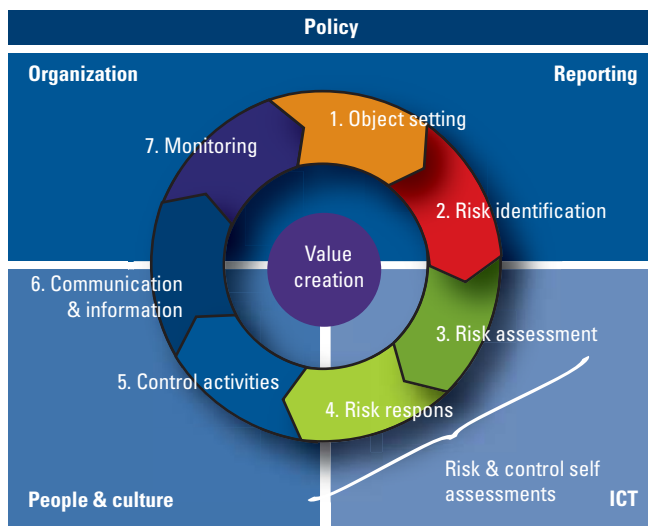 Policy
Organization
Reporting
1. Object setting
7. Monitoring
2. Risk identification
Value
creation
6. Communication
& information
3. Risk assessment
5. Control activities
4. Risk respons
Risk & control self
assessments
People & culture
ICT